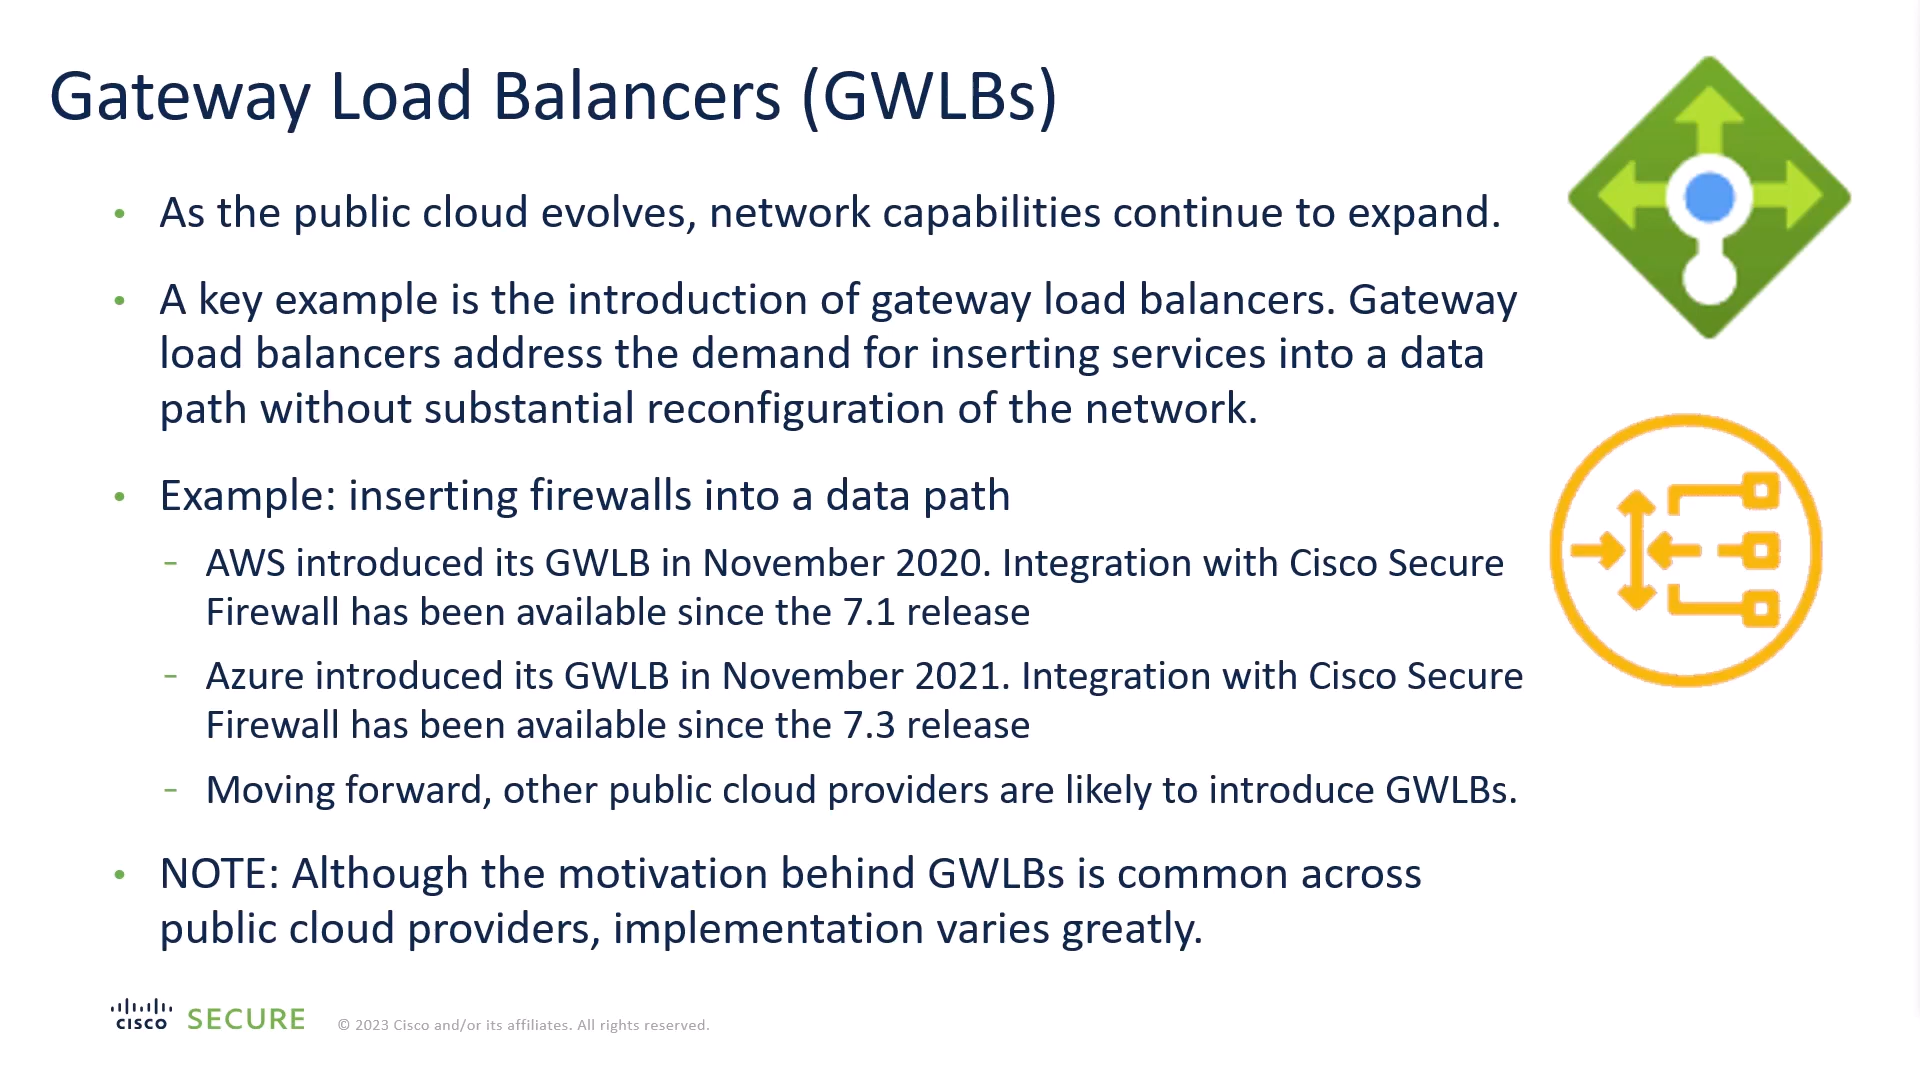 Gateway Load Balancers (GWLBs)
• As the public cloud evolves, network capabilities continue to expand.
• A key example is the introduction of gateway load balancers. Gateway
load balancers address the demand for inserting services into a data
path without substantial reconfiguration of the network.
• Example: inserting firewalls into a data path
- AWS introduced its GWLB in November 2020. Integration with Cisco Secure
Firewall has been available since the 7.1 release
- Azure introduced its GWLB in November 2021. Integration with Cisco Secure
Firewall has been available since the 7.3 release
- Moving forward, other public cloud providers are likely to introduce GWLBs.
• NOTE: Although the motivation behind GWLBs is common across
public cloud providers, implementation varies greatly.
CISCO SECURE © 2023 Cisco and/or its affiliates. All rights reserved.